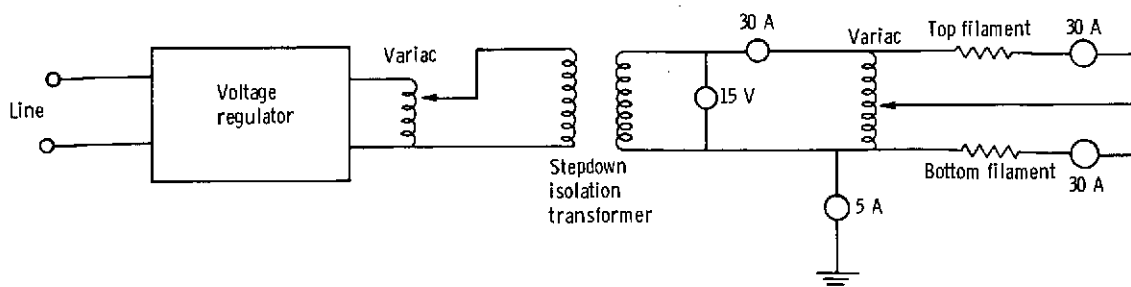 Line
Voltage
regulator
Variac
Stepdown
isolation
transformer
15 V
30 A
5 A
Variac
Top filament
30 A
Bottom filament
30 A